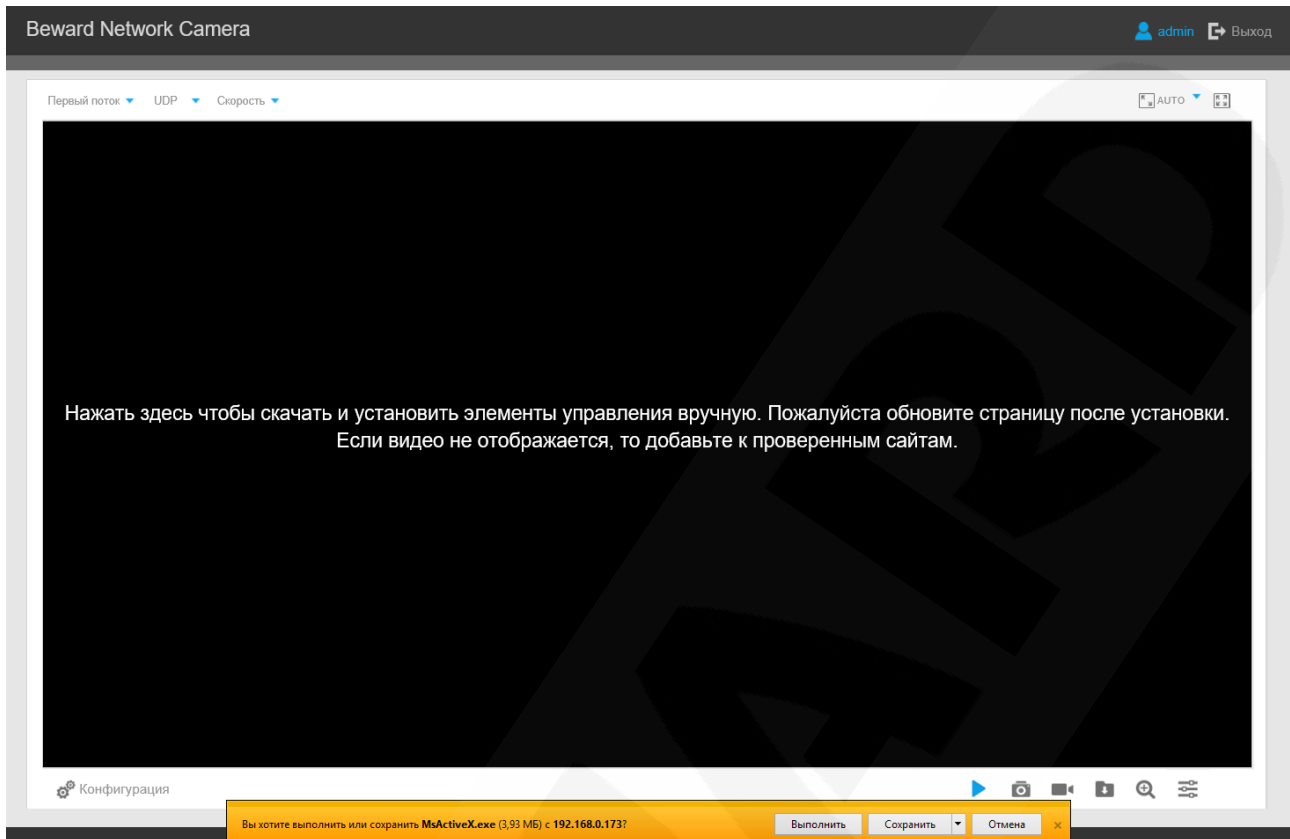 Beward Network Camera
admin Выход
Первый поток UDP Скорость AUTO
Нажать здесь чтобы скачать и установить элементы управления вручную. Пожалуйста обновите страницу после установки.
Если видео не отображается, то добавьте к проверенным сайтам.
Конфигурация
Вы хотите выполнить или сохранить MsActiveX.exe (3,93 МБ) с 192.168.0.173? Выполнить Сохранить Отмена ×